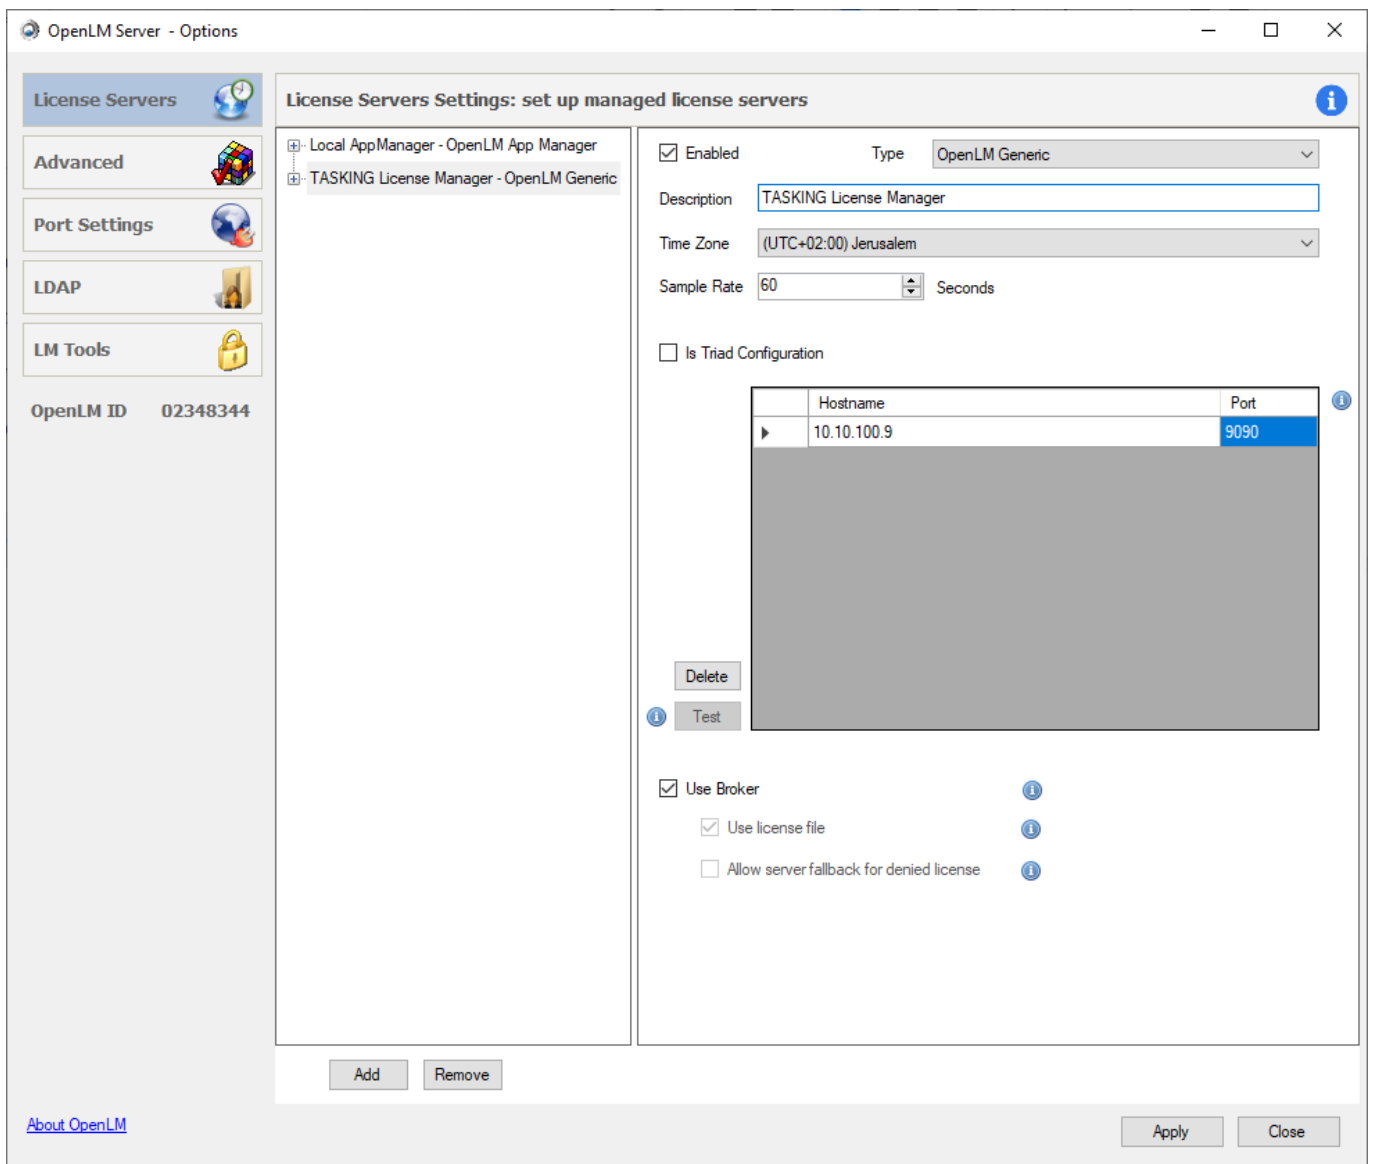 OpenLM Server - Options
License Servers
Advanced
Port Settings
LDAP
LM Tools
OpenLM ID 02348344
License Servers Settings: set up managed license servers
Local AppManager - OpenLM App Manager
TASKING License Manager - OpenLM Generic
Enabled Type OpenLM Generic
Description TASKING License Manager
Time Zone (UTC+02:00) Jerusalem
Sample Rate 60 Seconds
Is Triad Configuration
Hostname Port
10.10.100.9 9090
Delete
Test
Use Broker
Use license file
Allow server fallback for denied license
Add Remove
About OpenLM
Apply Close